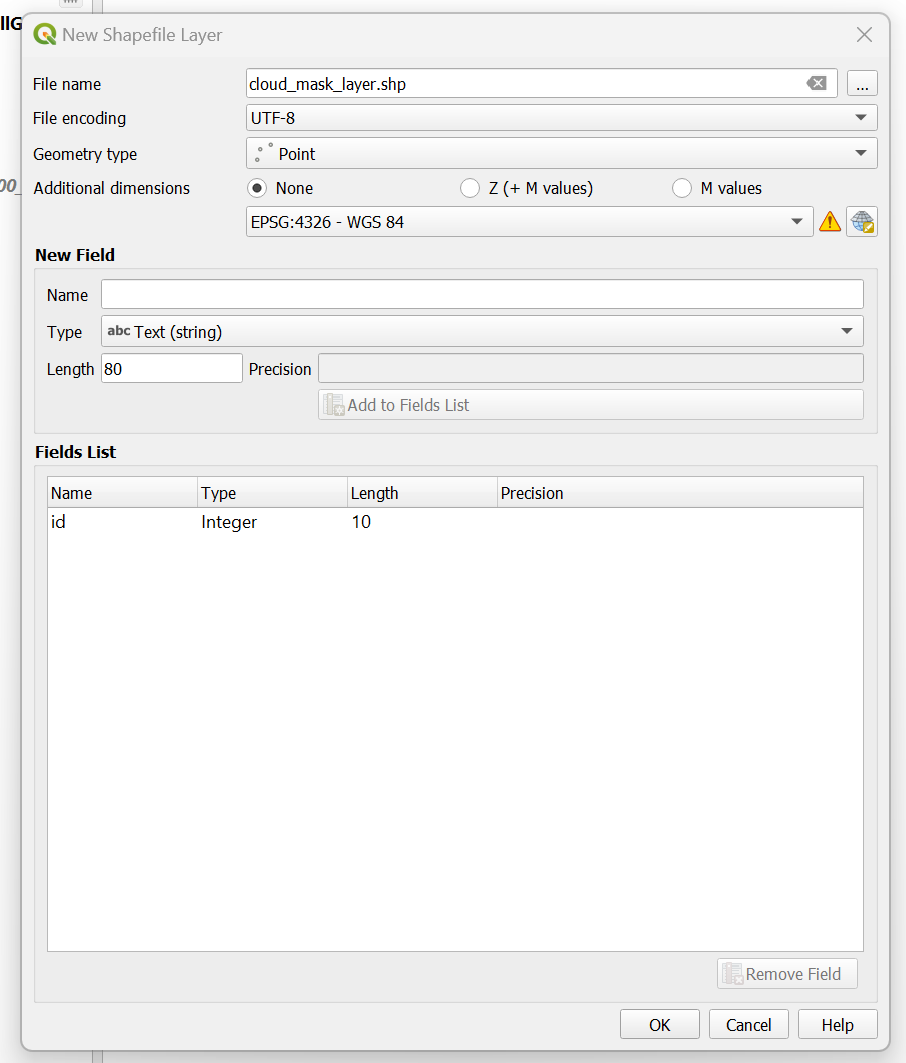 llG
New Shapefile Layer
File name cloud_mask_layer.shp ...
File encoding UTF-8
Geometry type Point
00_
Additional dimensions None Z (+ M values) M values
EPSG:4326 - WGS 84
New Field
Name
Type abc Text (string)
Length 80 Precision
Add to Fields List
Fields List
Name Type Length Precision
id Integer 10
Remove Field
OK Cancel Help